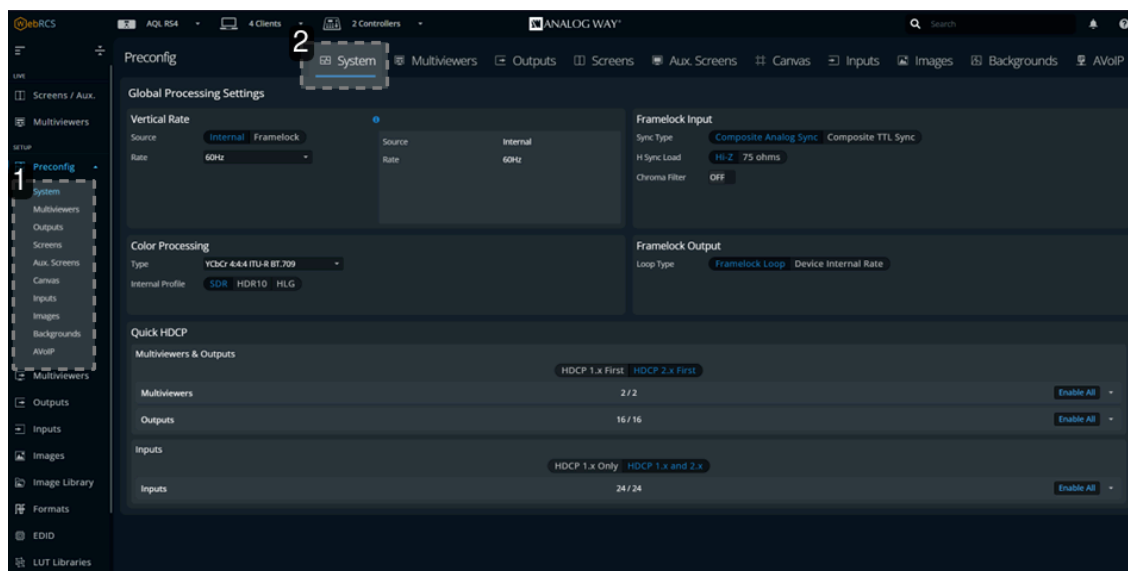 WebRCS
AQL RS4
4 Clients
2 Controllers
ANALOG WAY®
Search
2
Preconfig
System
Multiviewers
Outputs
Screens
Aux. Screens
Canvas
Inputs
Images
Backgrounds
AVoIP
LIVE
Screens / Aux.
Multiviewers
SETUP
Preconfig
1
System
Multiviewers
Outputs
Screens
Aux. Screens
Canvas
Inputs
Images
Backgrounds
AVoIP
Multiviewers
Outputs
Inputs
Images
Image Library
Formats
EDID
LUT Libraries
Global Processing Settings
Vertical Rate
Source Internal Framelock
Rate 60Hz
Source Internal
Rate 60Hz
Framelock Input
Sync Type Composite Analog Sync Composite TTL Sync
H Sync Load Hi-Z 75 ohms
Chroma Filter OFF
Color Processing
Type YCbCr 4:4:4 ITU-R BT.709
Internal Profile SDR HDR10 HLG
Framelock Output
Loop Type Framelock Loop Device Internal Rate
Quick HDCP
Multiviewers & Outputs
HDCP 1.x First HDCP 2.x First
Multiviewers 2 / 2 Enable All
Outputs 16 / 16 Enable All
Inputs
HDCP 1.x Only HDCP 1.x and 2.x
Inputs 24 / 24 Enable All